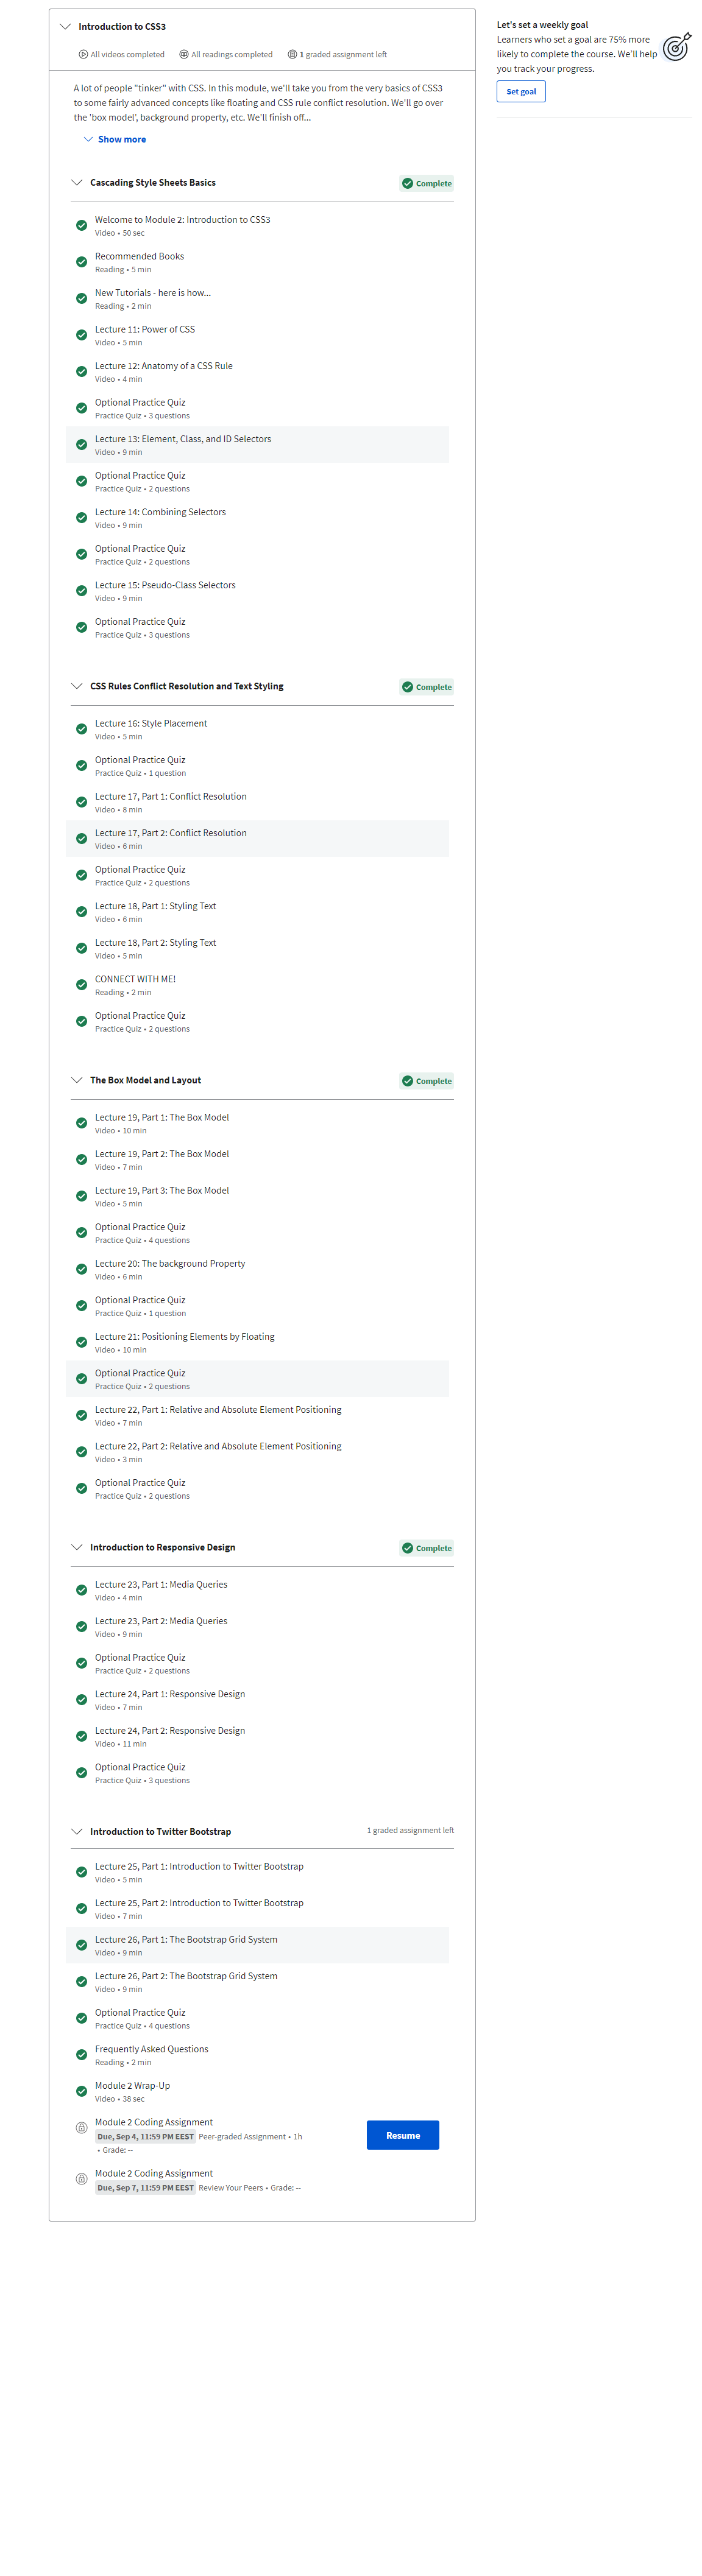 Introduction to CSS3
All videos completed All readings completed 1 graded assignment left
A lot of people "tinker" with CSS. In this module, we'll take you from the very basics of CSS3
to some fairly advanced concepts like floating and CSS rule conflict resolution. We'll go over
the 'box model', background property, etc. We'll finish off...
Show more
Cascading Style Sheets Basics Complete
Welcome to Module 2: Introduction to CSS3
Video • 50 sec
Recommended Books
Reading • 5 min
New Tutorials - here is how...
Reading • 2 min
Lecture 11: Power of CSS
Video • 5 min
Lecture 12: Anatomy of a CSS Rule
Video • 4 min
Optional Practice Quiz
Practice Quiz • 3 questions
Lecture 13: Element, Class, and ID Selectors
Video • 9 min
Optional Practice Quiz
Practice Quiz • 2 questions
Lecture 14: Combining Selectors
Video • 9 min
Optional Practice Quiz
Practice Quiz • 2 questions
Lecture 15: Pseudo-Class Selectors
Video • 9 min
Optional Practice Quiz
Practice Quiz • 3 questions
CSS Rules Conflict Resolution and Text Styling Complete
Lecture 16: Style Placement
Video • 5 min
Optional Practice Quiz
Practice Quiz • 1 question
Lecture 17, Part 1: Conflict Resolution
Video • 8 min
Lecture 17, Part 2: Conflict Resolution
Video • 6 min
Optional Practice Quiz
Practice Quiz • 2 questions
Lecture 18, Part 1: Styling Text
Video • 6 min
Lecture 18, Part 2: Styling Text
Video • 5 min
CONNECT WITH ME!
Reading • 2 min
Optional Practice Quiz
Practice Quiz • 2 questions
The Box Model and Layout Complete
Lecture 19, Part 1: The Box Model
Video • 10 min
Lecture 19, Part 2: The Box Model
Video • 7 min
Lecture 19, Part 3: The Box Model
Video • 5 min
Optional Practice Quiz
Practice Quiz • 4 questions
Lecture 20: The background Property
Video • 6 min
Optional Practice Quiz
Practice Quiz • 1 question
Lecture 21: Positioning Elements by Floating
Video • 10 min
Optional Practice Quiz
Practice Quiz • 2 questions
Lecture 22, Part 1: Relative and Absolute Element Positioning
Video • 7 min
Lecture 22, Part 2: Relative and Absolute Element Positioning
Video • 3 min
Optional Practice Quiz
Practice Quiz • 2 questions
Introduction to Responsive Design Complete
Lecture 23, Part 1: Media Queries
Video • 4 min
Lecture 23, Part 2: Media Queries
Video • 9 min
Optional Practice Quiz
Practice Quiz • 2 questions
Lecture 24, Part 1: Responsive Design
Video • 7 min
Lecture 24, Part 2: Responsive Design
Video • 11 min
Optional Practice Quiz
Practice Quiz • 3 questions
Introduction to Twitter Bootstrap 1 graded assignment left
Lecture 25, Part 1: Introduction to Twitter Bootstrap
Video • 5 min
Lecture 25, Part 2: Introduction to Twitter Bootstrap
Video • 7 min
Lecture 26, Part 1: The Bootstrap Grid System
Video • 9 min
Lecture 26, Part 2: The Bootstrap Grid System
Video • 9 min
Optional Practice Quiz
Practice Quiz • 4 questions
Frequently Asked Questions
Reading • 2 min
Module 2 Wrap-Up
Video • 38 sec
Module 2 Coding Assignment
Due, Sep 4, 11:59 PM EEST Peer-graded Assignment • 1h
• Grade: --
Resume
Module 2 Coding Assignment
Due, Sep 7, 11:59 PM EEST Review Your Peers • Grade: --
Let's set a weekly goal
Learners who set a goal are 75% more
likely to complete the course. We'll help
you track your progress.
Set goal